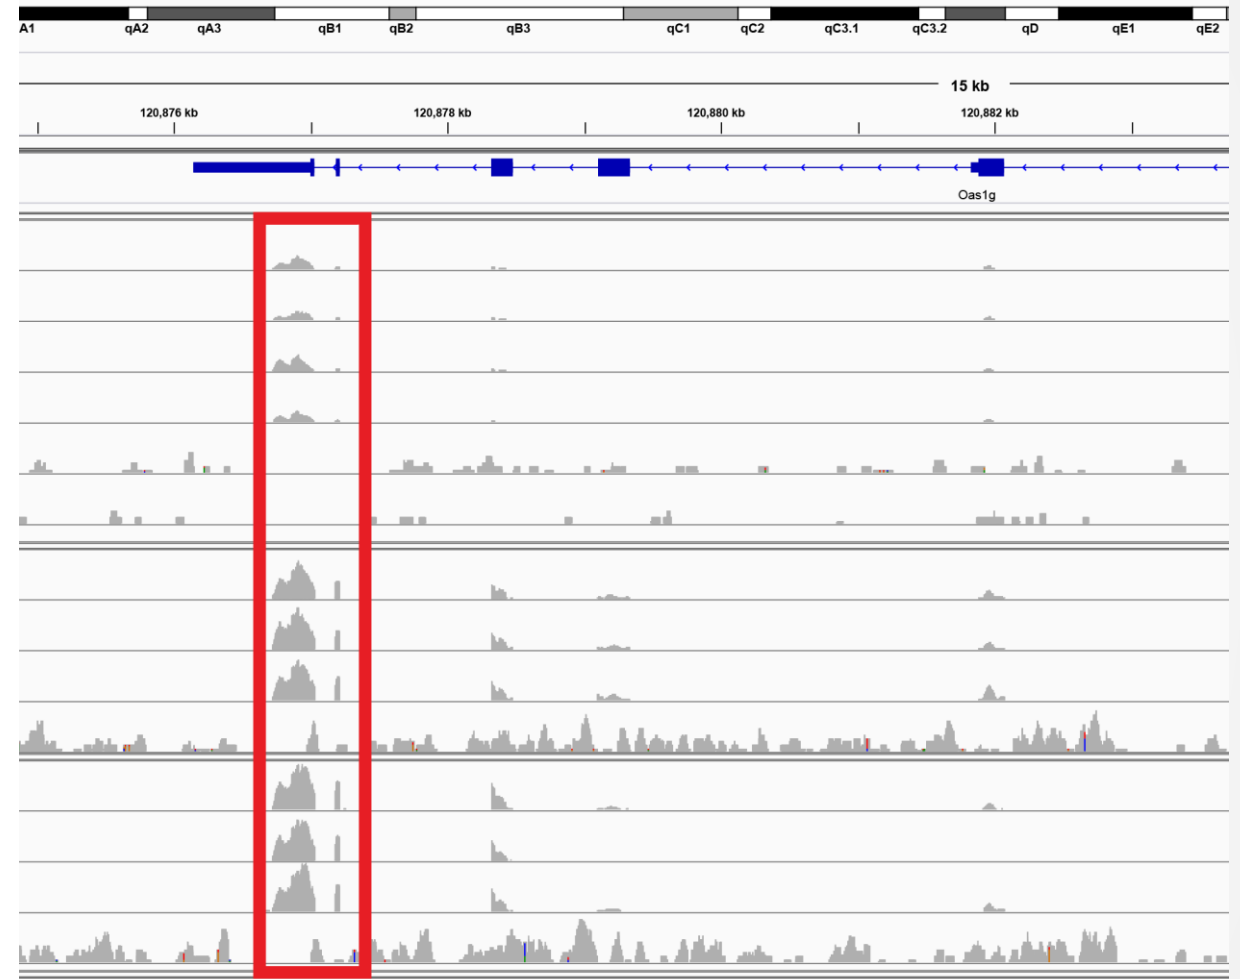 A1 qA2 qA3 qB1 qB2 qB3 qC1 qC2 qC3.1 qC3.2 qD qE1 qE2
15 kb
120,876 kb 120,878 kb 120,880 kb 120,882 kb
Oas1g